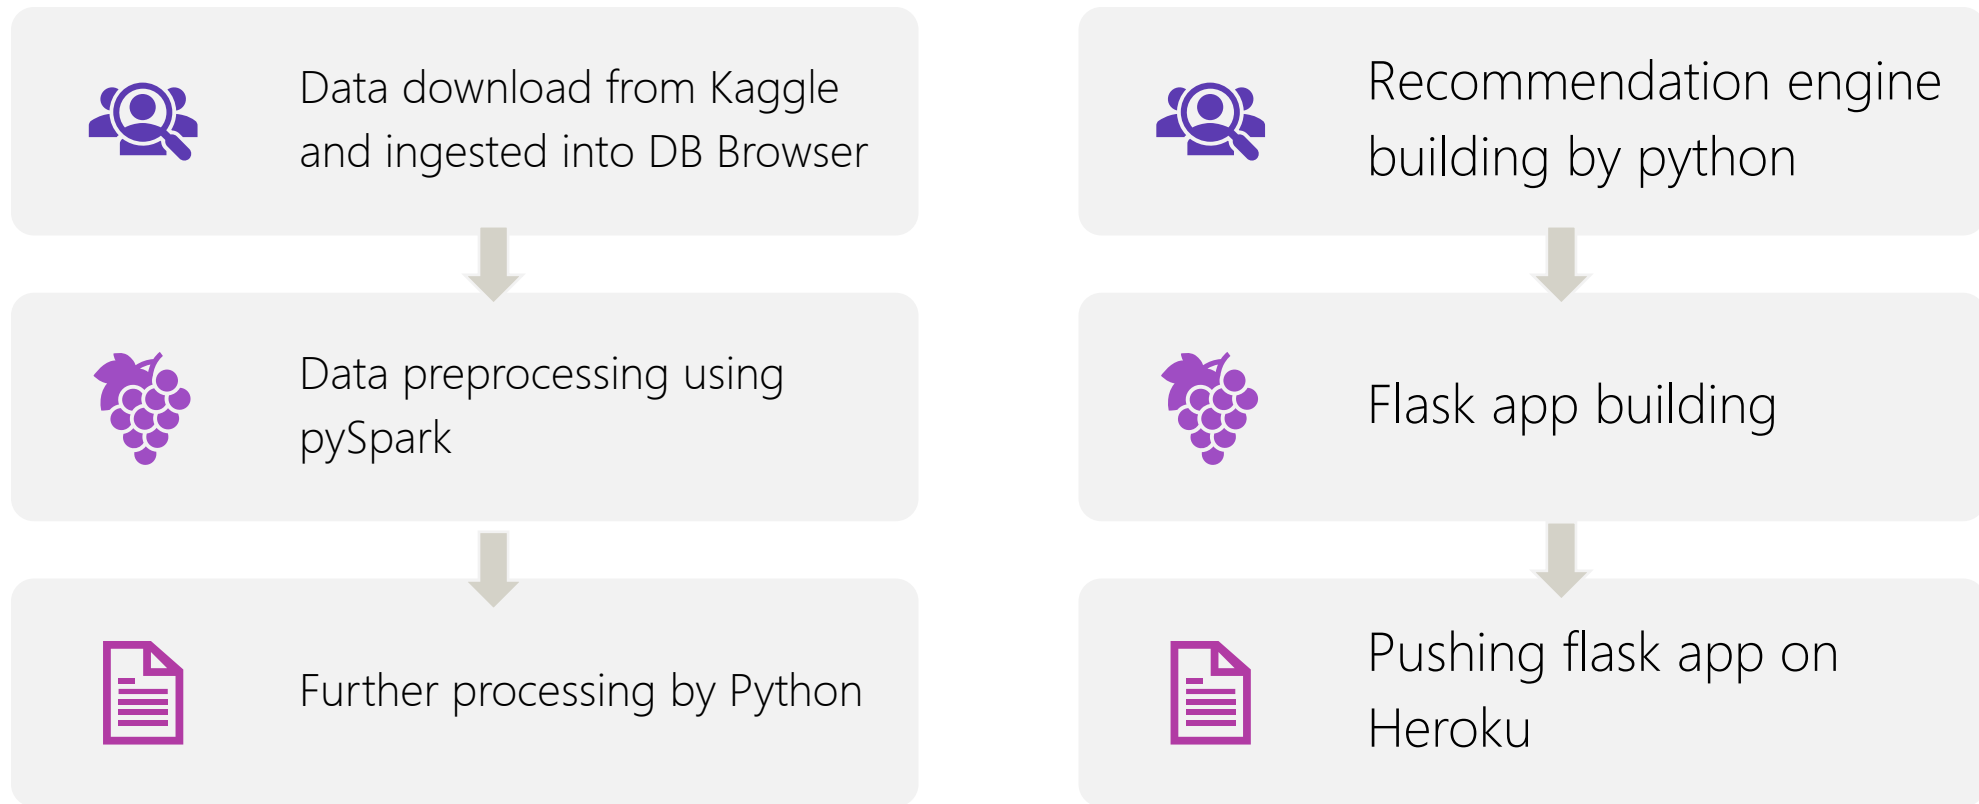 Data download from Kaggle
and ingested into DB Browser
Data preprocessing using
pySpark
Further processing by Python
Recommendation engine
building by python
Flask app building
Pushing flask app on
Heroku